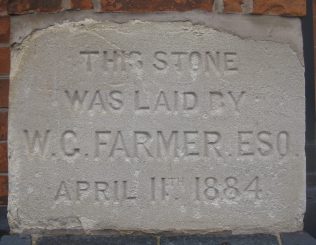 THIS STONE
WAS LAID BY
W.G. FARMER. ESQ.
APRIL 11TH 1884